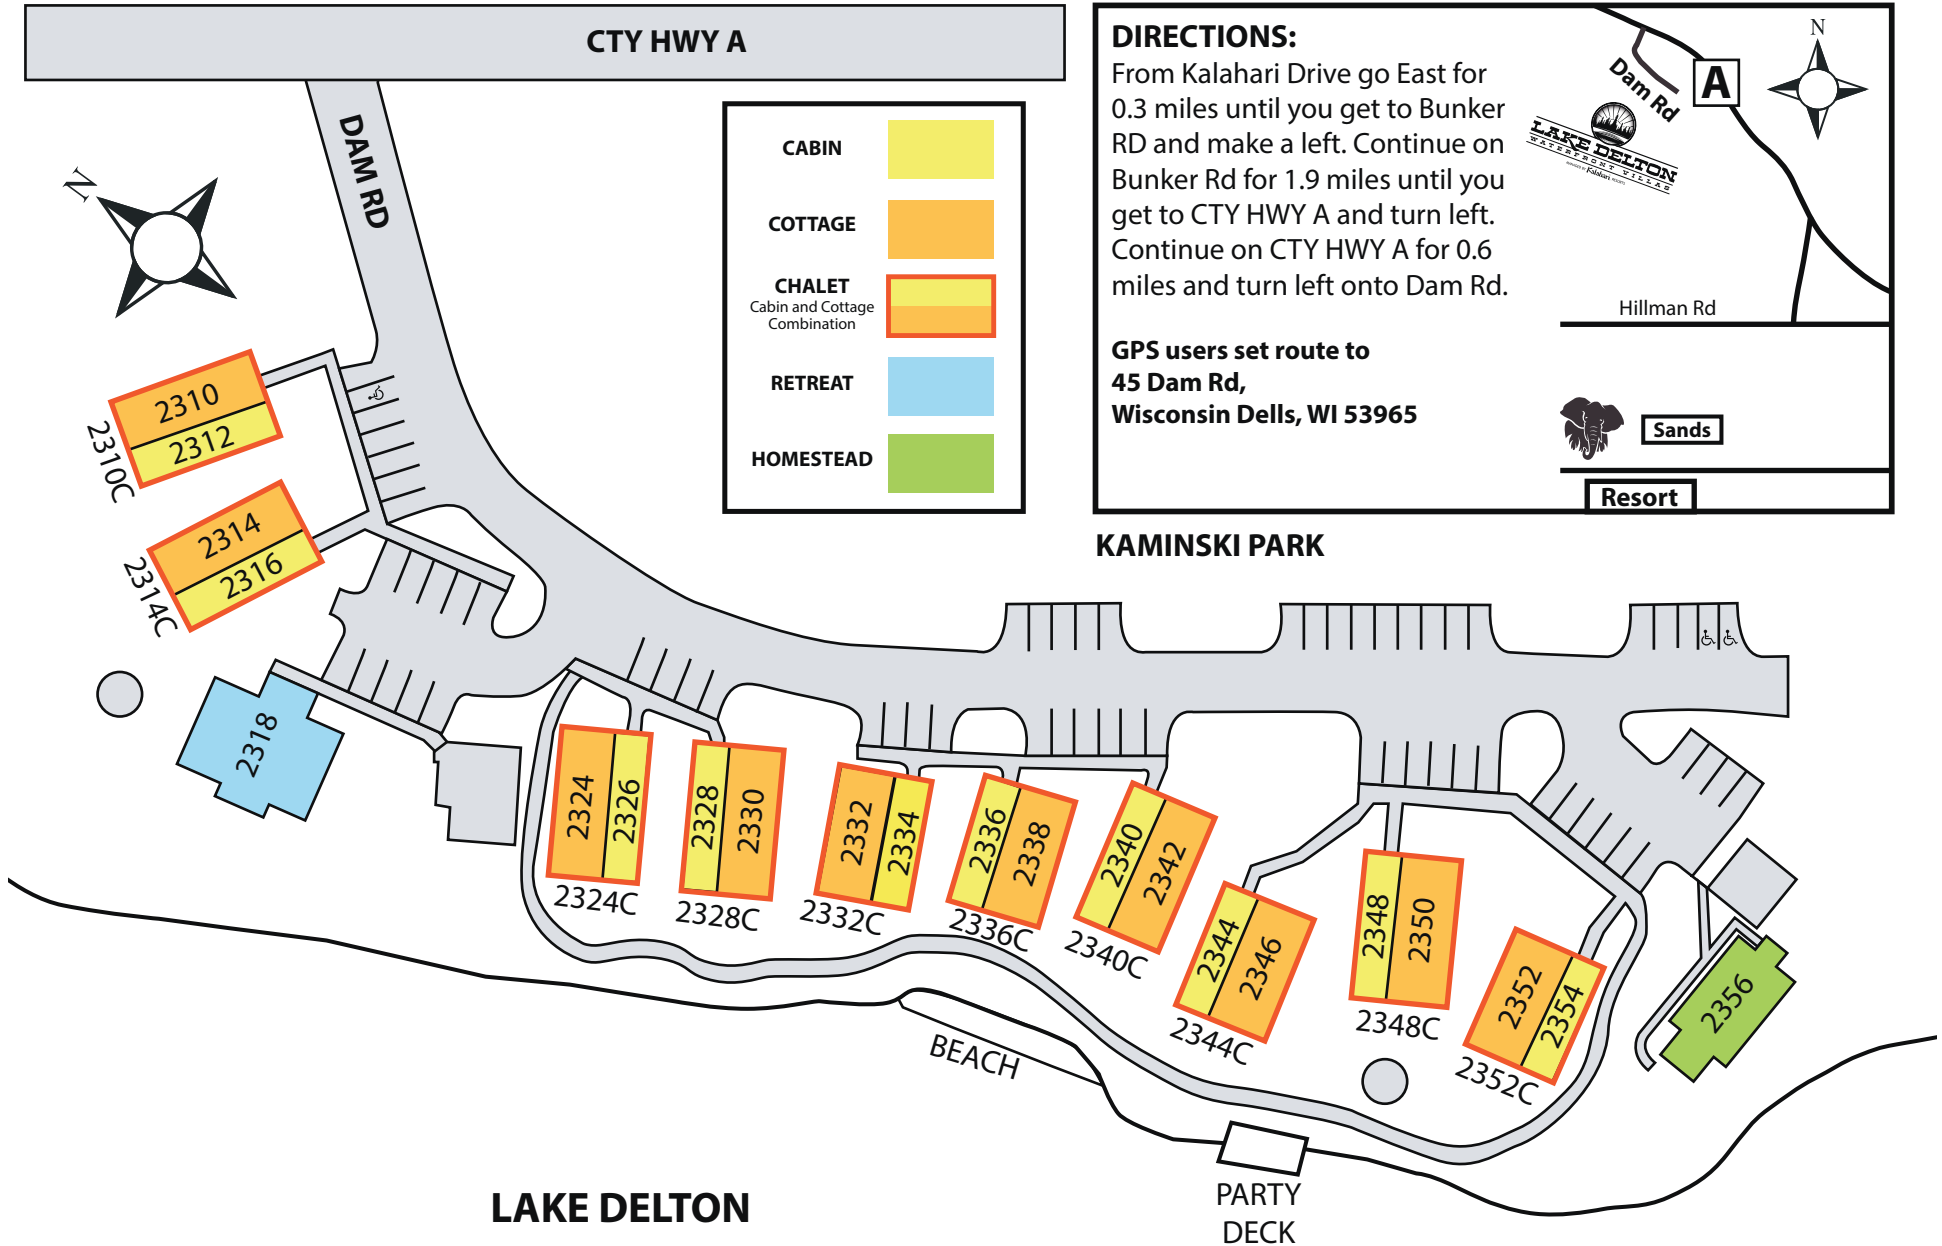 CTY HWY A
DAM RD
N
CABIN
COTTAGE
CHALET
Cabin and Cottage
Combination
RETREAT
HOMESTEAD
DIRECTIONS:
From Kalahari Drive go East for
0.3 miles until you get to Bunker
RD and make a left. Continue on
Bunker Rd for 1.9 miles until you
get to CTY HWY A and turn left.
Continue on CTY HWY A for 0.6
miles and turn left onto Dam Rd.
GPS users set route to
45 Dam Rd,
Wisconsin Dells, WI 53965
Dam Rd
A
N
LAKE DELTON
WATERFRONT VILLAS
Kalahari
Hillman Rd
Sands
Resort
KAMINSKI PARK
2310
2312
2310C
2314
2316
2314C
2318
2324
2326
2324C
2328
2330
2328C
2332
2334
2332C
2336
2338
2336C
2340
2342
2340C
2344
2346
2344C
2348
2350
2348C
2352
2354
2352C
2356
BEACH
PARTY
DECK
LAKE DELTON